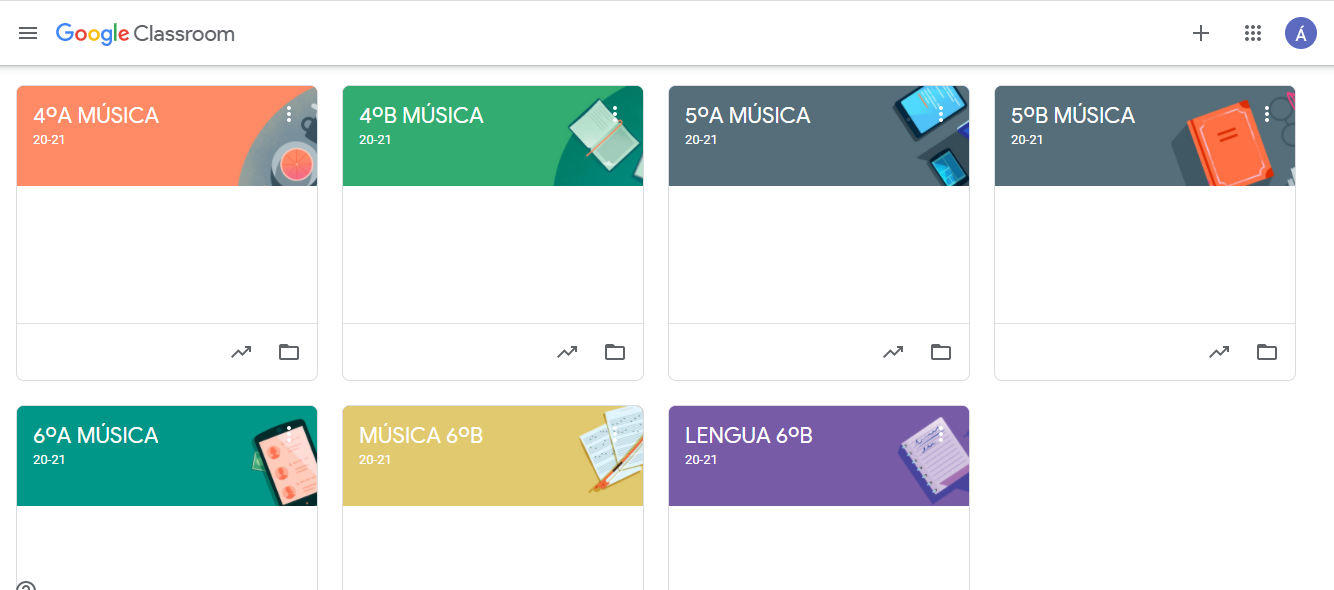 Google Classroom
Á
4ºA MÚSICA
20-21
4ºB MÚSICA
20-21
5ºA MÚSICA
20-21
5ºB MÚSICA
20-21
6ºA MÚSICA
20-21
MÚSICA 6ºB
20-21
LENGUA 6ºB
20-21